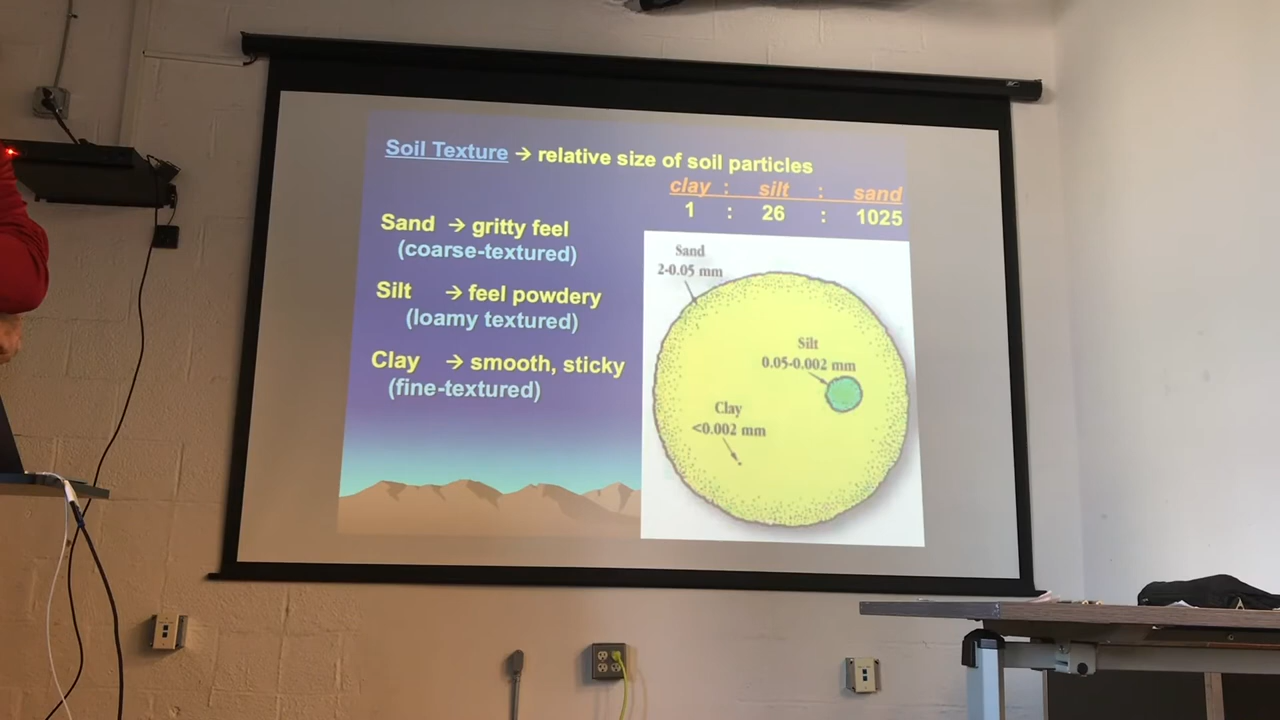 Soil Texture → relative size of soil particles
clay : silt : sand
1 : 26 : 1025
Sand → gritty feel
(coarse-textured)
Silt → feel powdery
(loamy textured)
Clay → smooth, sticky
(fine-textured)
Sand
2-0.05 mm
Silt
0.05-0.002 mm
Clay
<0.002 mm